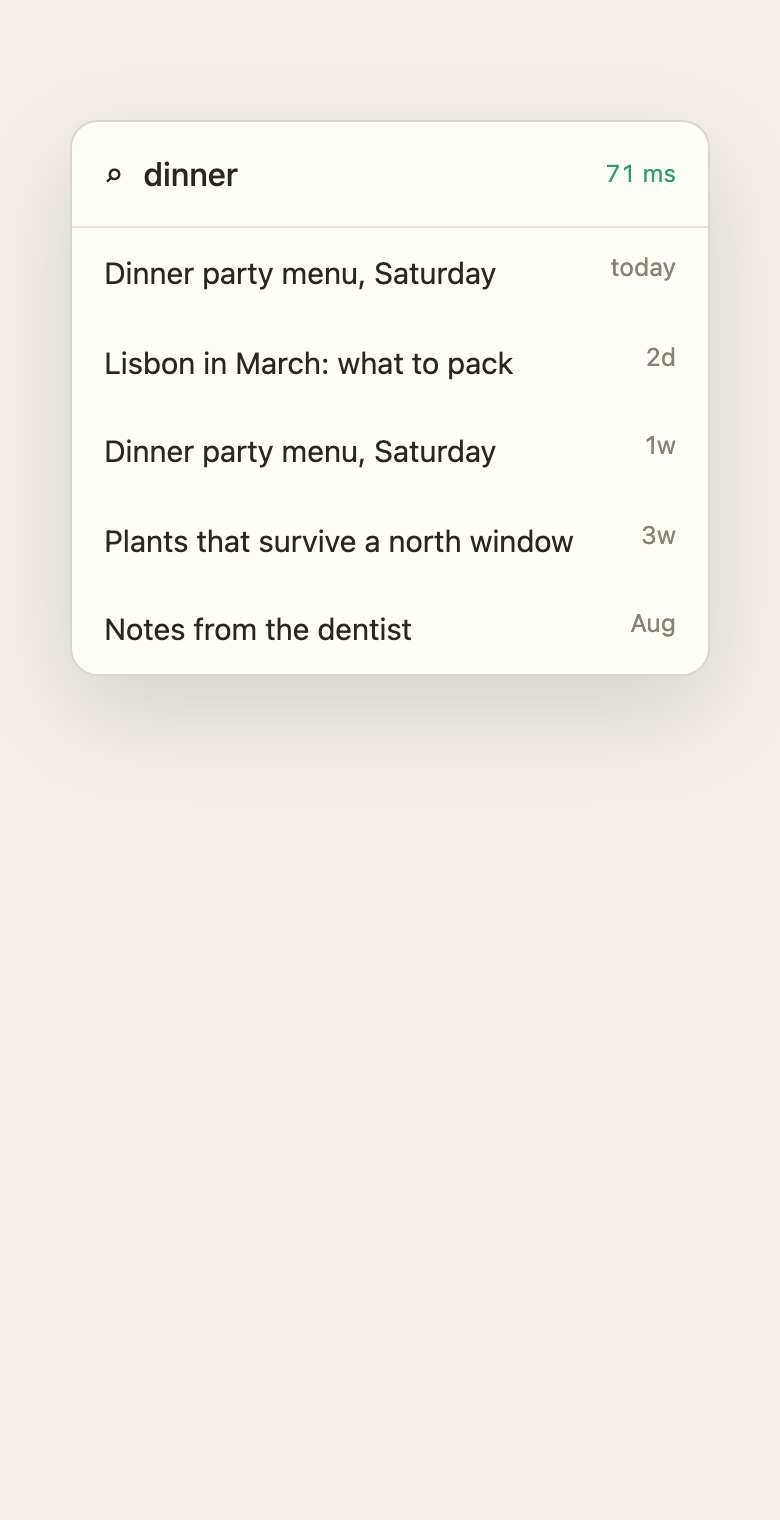 dinner 71 ms
Dinner party menu, Saturday today
Lisbon in March: what to pack 2d
Dinner party menu, Saturday 1w
Plants that survive a north window 3w
Notes from the dentist Aug